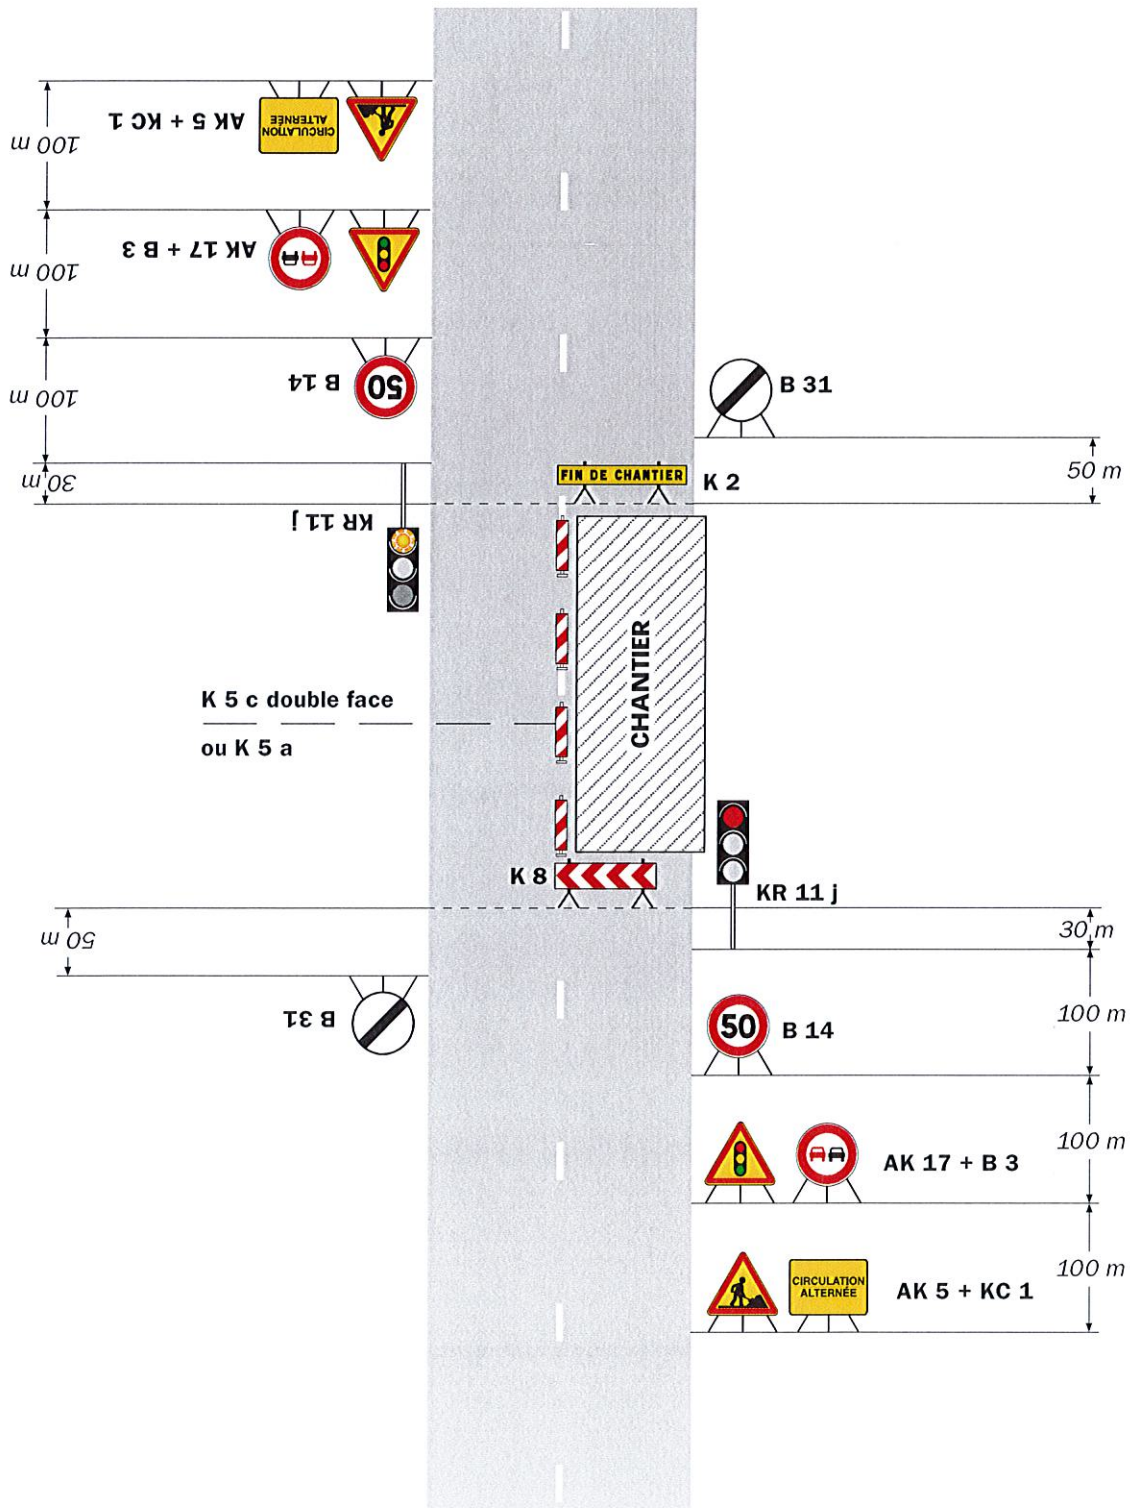 100 m
AK 5 + KC 1
CIRCULATION
ALTERNÉE
100 m
AK 17 + B 3
100 m
B 14
50
B 31
30 m
FIN DE CHANTIER
K 2
50 m
KR 11 j
K 5 c double face
ou K 5 a
CHANTIER
K 8
KR 11 j
50 m
30 m
B 31
50
B 14
100 m
AK 17 + B 3
100 m
CIRCULATION
ALTERNÉE
AK 5 + KC 1
100 m